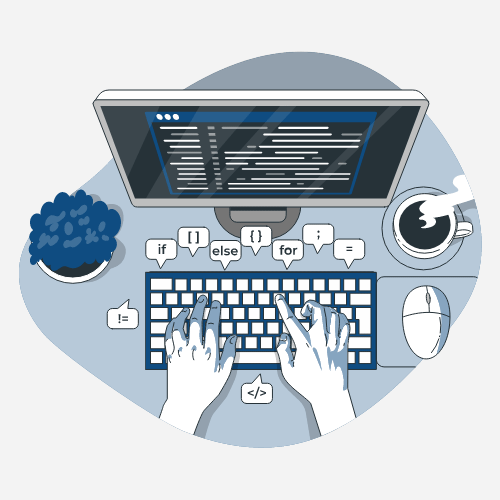 if
[ ]
else
{ }
for
;
=
!=
</>